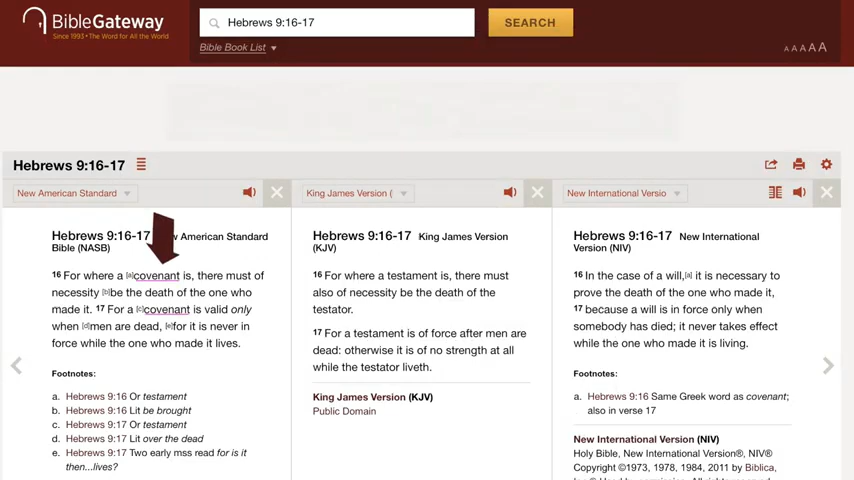 BibleGateway
Since 1993 • The Word for All the World
Hebrews 9:16-17
SEARCH
Bible Book List
A A A A A
Hebrews 9:16-17
New American Standard
King James Version (
New International Versio
Hebrews 9:16-17 w American Standard
Bible (NASB)
16 For where a [a]covenant is, there must of
necessity [b]be the death of the one who
made it. 17 For a [c]covenant is valid only
when [d]men are dead, [e]for it is never in
force while the one who made it lives.
Footnotes:
a. Hebrews 9:16 Or testament
b. Hebrews 9:16 Lit be brought
c. Hebrews 9:17 Or testament
d. Hebrews 9:17 Lit over the dead
e. Hebrews 9:17 Two early mss read for is it
then...lives?
Hebrews 9:16-17 King James Version
(KJV)
16 For where a testament is, there must
also of necessity be the death of the
testator.
17 For a testament is of force after men are
dead: otherwise it is of no strength at all
while the testator liveth.
King James Version (KJV)
Public Domain
Hebrews 9:16-17 New International
Version (NIV)
16 In the case of a will,[a] it is necessary to
prove the death of the one who made it,
17 because a will is in force only when
somebody has died; it never takes effect
while the one who made it is living.
Footnotes:
a. Hebrews 9:16 Same Greek word as covenant;
also in verse 17
New International Version (NIV)
Holy Bible, New International Version®, NIV®
Copyright ©1973, 1978, 1984, 2011 by Biblica,